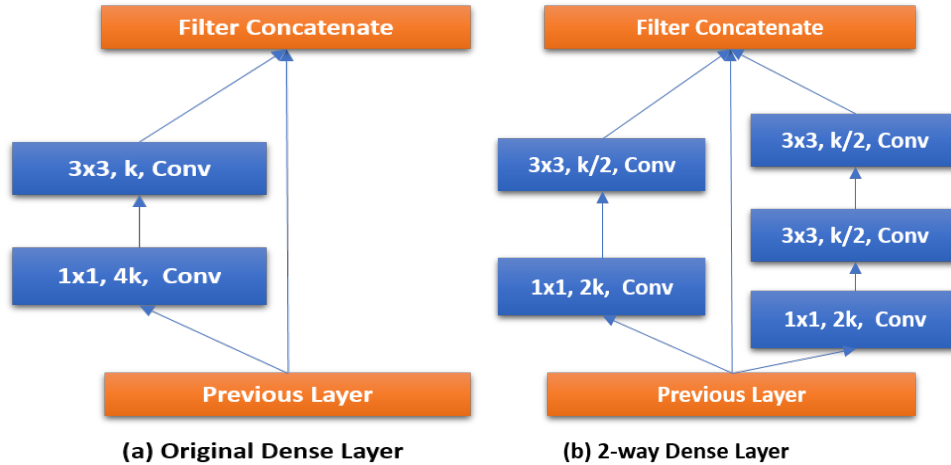 Filter Concatenate
3x3, k, Conv
1x1, 4k, Conv
Previous Layer
(a) Original Dense Layer
Filter Concatenate
3x3, k/2, Conv
1x1, 2k, Conv
3x3, k/2, Conv
3x3, k/2, Conv
1x1, 2k, Conv
Previous Layer
(b) 2-way Dense Layer